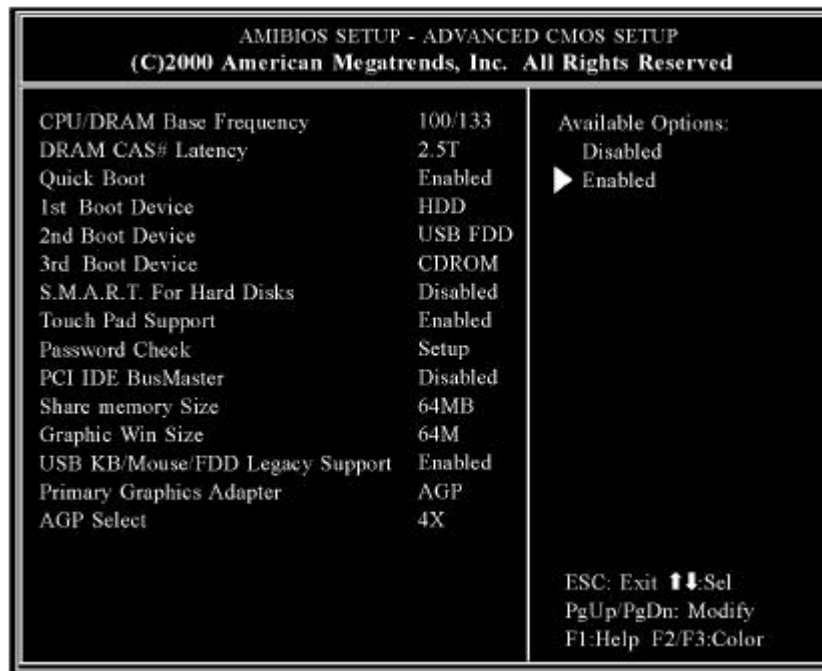 AMIBIOS SETUP - ADVANCED CMOS SETUP
(C)2000 American Megatrends, Inc. All Rights Reserved
CPU/DRAM Base Frequency 100/133
DRAM CAS# Latency 2.5T
Quick Boot Enabled
1st Boot Device HDD
2nd Boot Device USB FDD
3rd Boot Device CDROM
S.M.A.R.T. For Hard Disks Disabled
Touch Pad Support Enabled
Password Check Setup
PCI IDE BusMaster Disabled
Share memory Size 64MB
Graphic Win Size 64M
USB KB/Mouse/FDD Legacy Support Enabled
Primary Graphics Adapter AGP
AGP Select 4X
Available Options:
Disabled
Enabled
ESC: Exit ⬆⬇:Sel
PgUp/PgDn: Modify
F1:Help F2/F3:Color